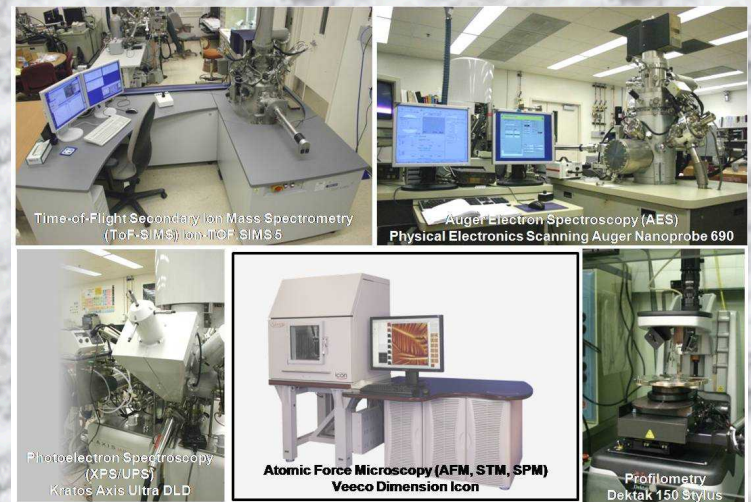 Time-of-Flight Secondary Ion Mass Spectrometry
(ToF-SIMS) Ion-TOF SIMS 5
Auger Electron Spectroscopy (AES)
Physical Electronics Scanning Auger Nanoprobe 690
Photoelectron Spectroscopy
(XPS/UPS)
Kratos Axis Ultra DLD
icon
Atomic Force Microscopy (AFM, STM, SPM)
Veeco Dimension Icon
Profilometry
Dektak 150 Stylus